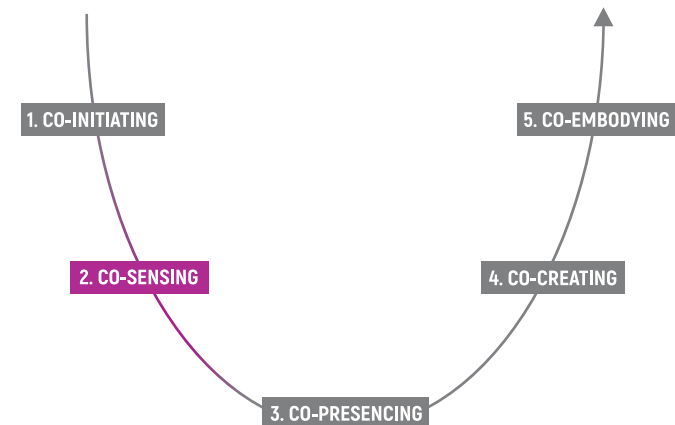 1. CO-INITIATING
2. CO-SENSING
3. CO-PRESENCING
4. CO-CREATING
5. CO-EMBODYING